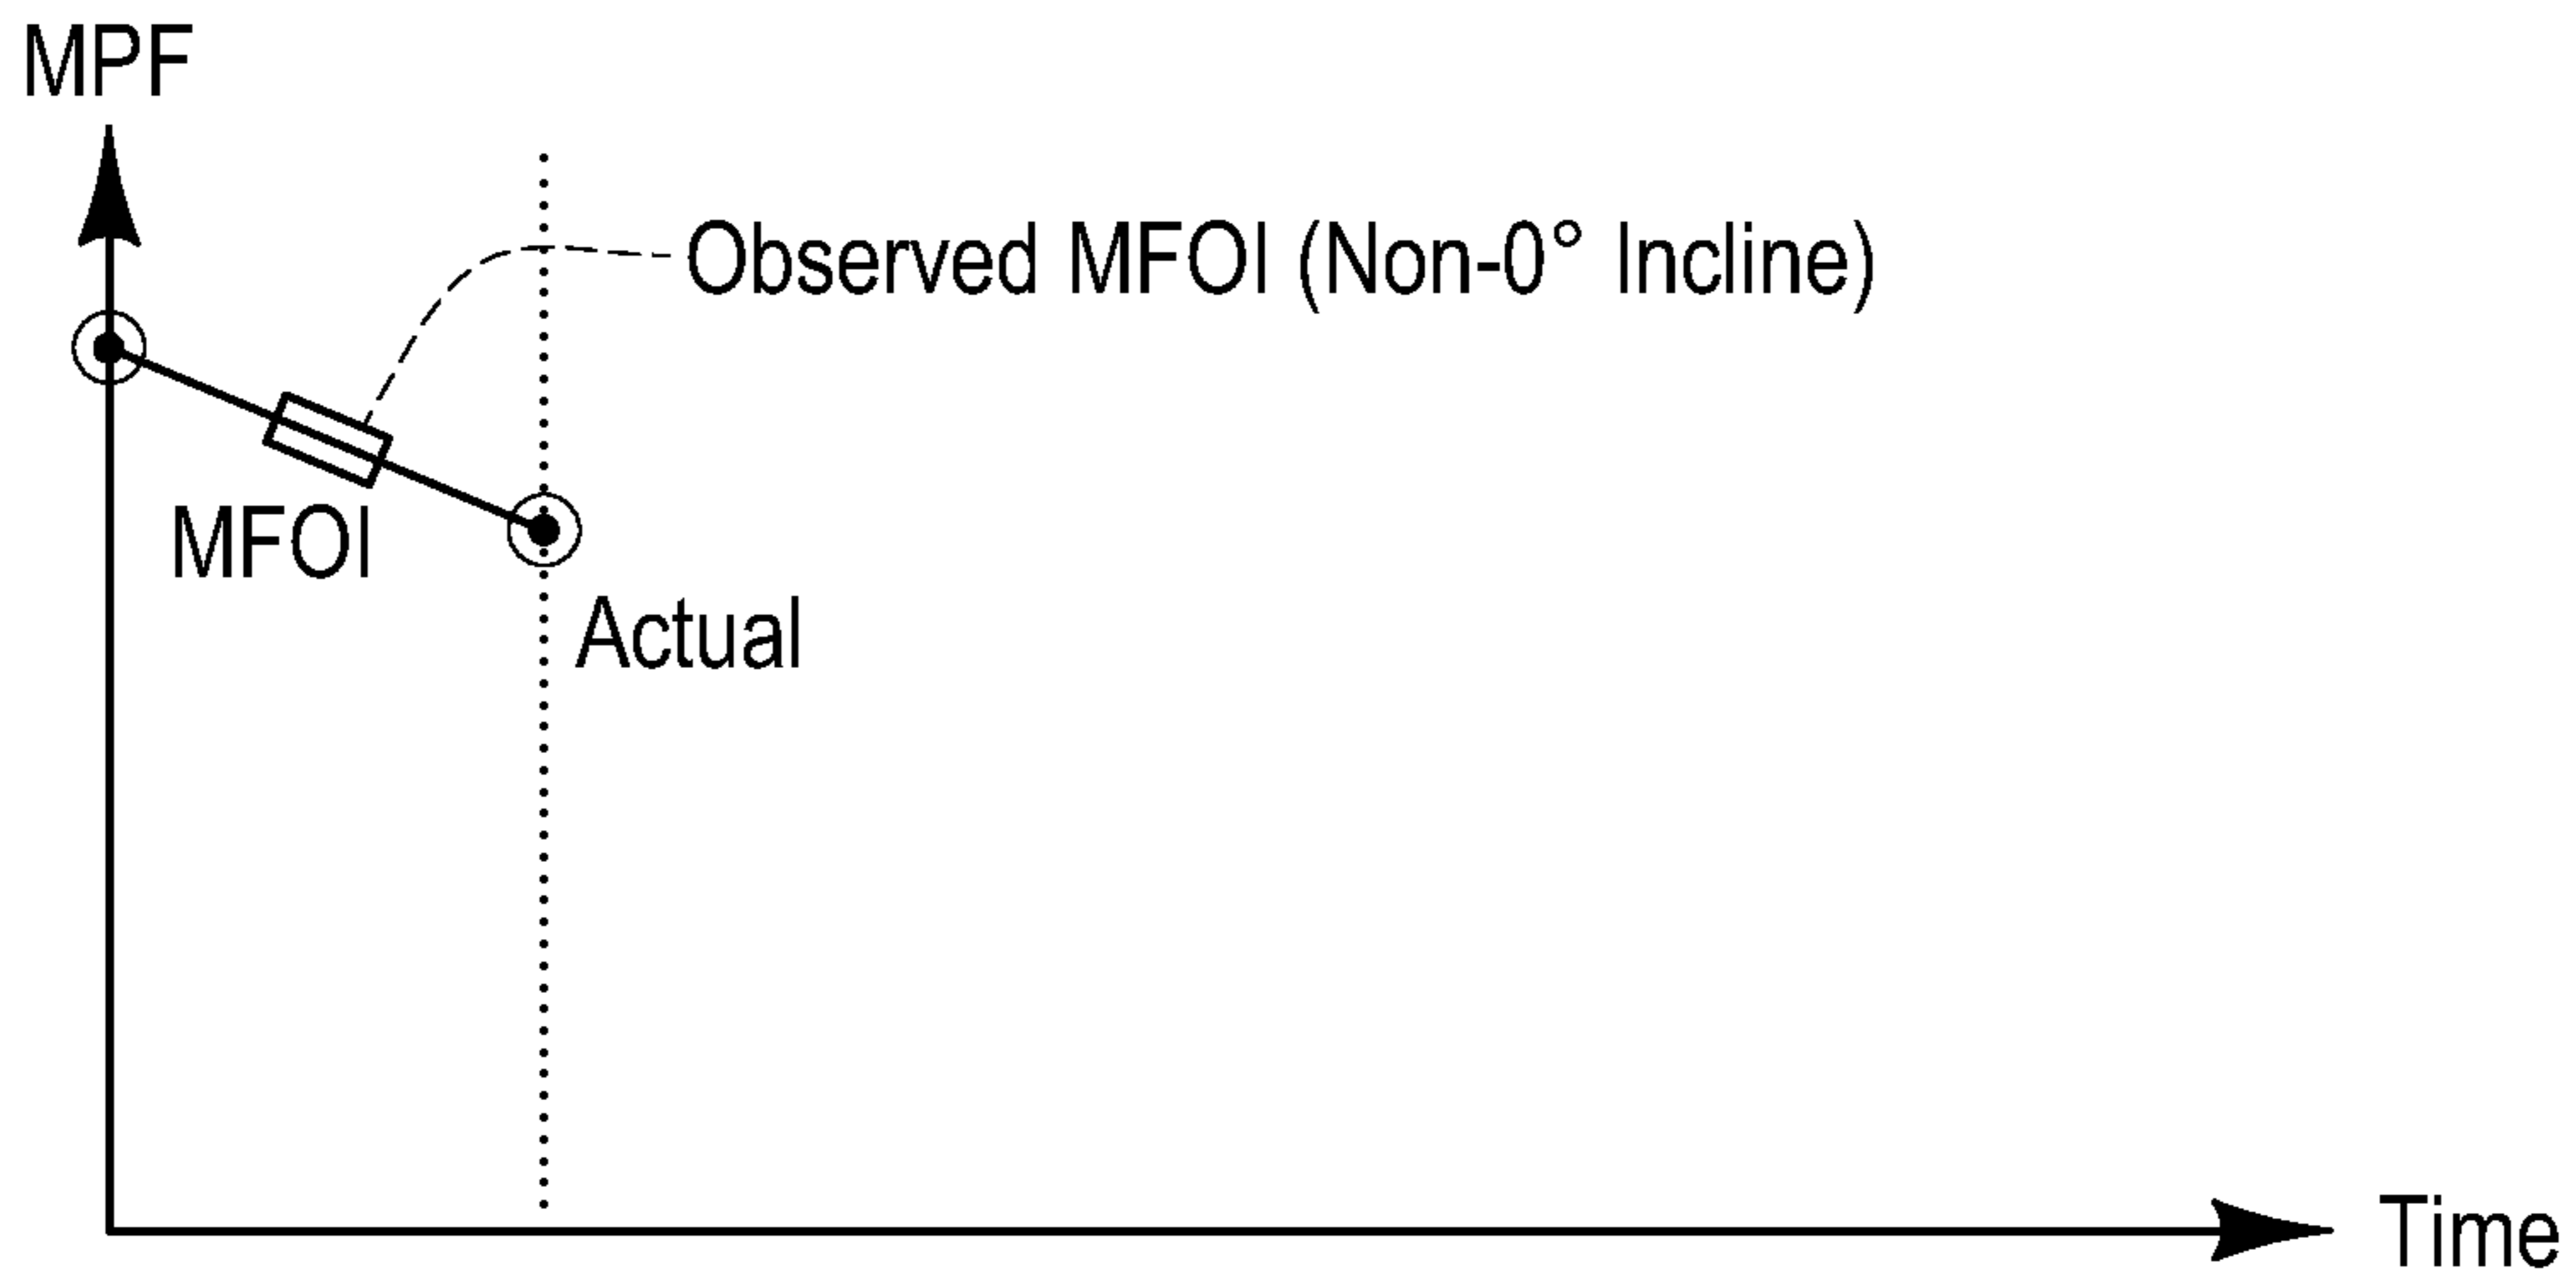 MPF
Observed MFOI (Non-0° Incline)
MFOI
Actual
Time